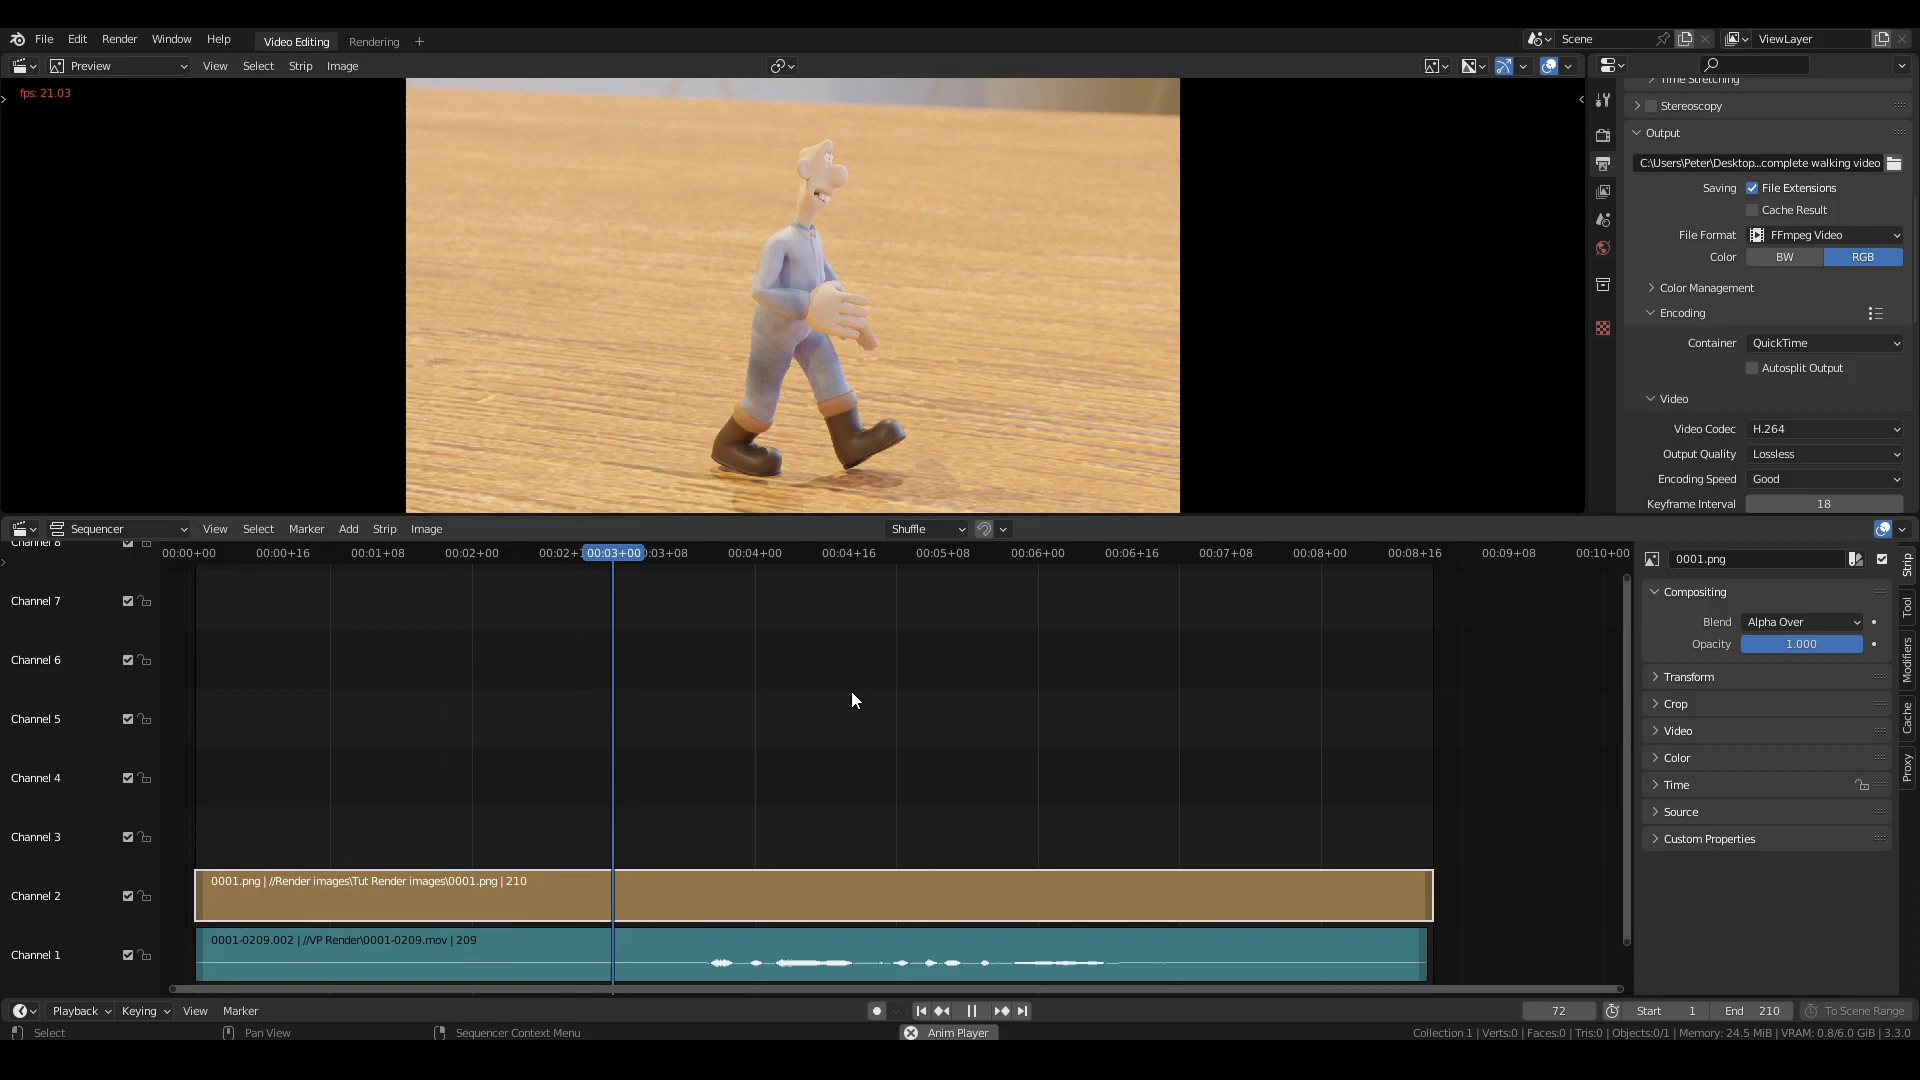 File Edit Render Window Help Video Editing Rendering + Scene ViewLayer
Preview View Select Strip Image
fps: 21.03
Time Stretching
Stereoscopy
Output
C:\Users\Peter\Desktop...complete walking video
Saving File Extensions
Cache Result
File Format FFmpeg Video
Color BW RGB
Color Management
Encoding
Container QuickTime
Autosplit Output
Video
Video Codec H.264
Output Quality Lossless
Encoding Speed Good
Keyframe Interval 18
Sequencer View Select Marker Add Strip Image Shuffle
00:00+00 00:00+16 00:01+08 00:02+00 00:02+1 00:03+00 0:03+08 00:04+00 00:04+16 00:05+08 00:06+00 00:06+16 00:07+08 00:08+00 00:08+16 00:09+08 00:10+00
Channel 8
Channel 7
Channel 6
Channel 5
Channel 4
Channel 3
Channel 2
Channel 1
0001.png | //Render images\Tut Render images\0001.png | 210
0001-0209.002 | //VP Render\0001-0209.mov | 209
0001.png
Compositing
Blend Alpha Over
Opacity 1.000
Transform
Crop
Video
Color
Time
Source
Custom Properties
Strip
Tool
Modifiers
Cache
Proxy
Playback Keying View Marker 72 Start 1 End 210 To Scene Range
Select Pan View Sequencer Context Menu Anim Player Collection 1 | Verts:0 | Faces:0 | Tris:0 | Objects:0/1 | Memory: 24.5 MiB | VRAM: 0.8/6.0 GiB | 3.3.0